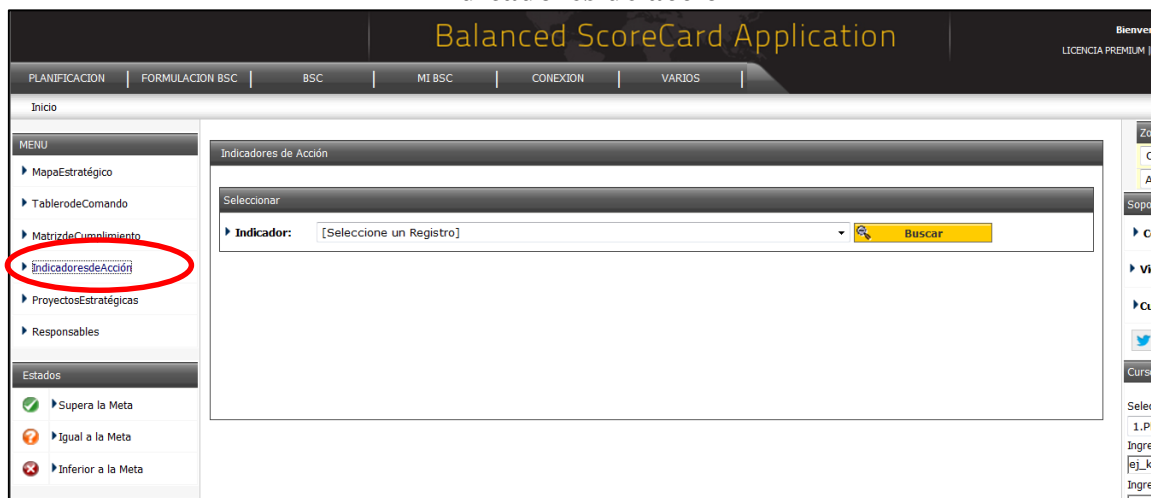 Balanced ScoreCard Application
LICENCIA PREMIUM |
PLANIFICACION | FORMULACION BSC | BSC | MI BSC | CONEXION | VARIOS |
Inicio
MENU
MapaEstratégico
TablerodeComando
MatrizdeCumplimiento
IndicadoresdeAcción
ProyectosEstratégicas
Responsables
Estados
Supera la Meta
Igual a la Meta
Inferior a la Meta
Indicadores de Acción
Seleccionar
Indicador: [Seleccione un Registro] Buscar